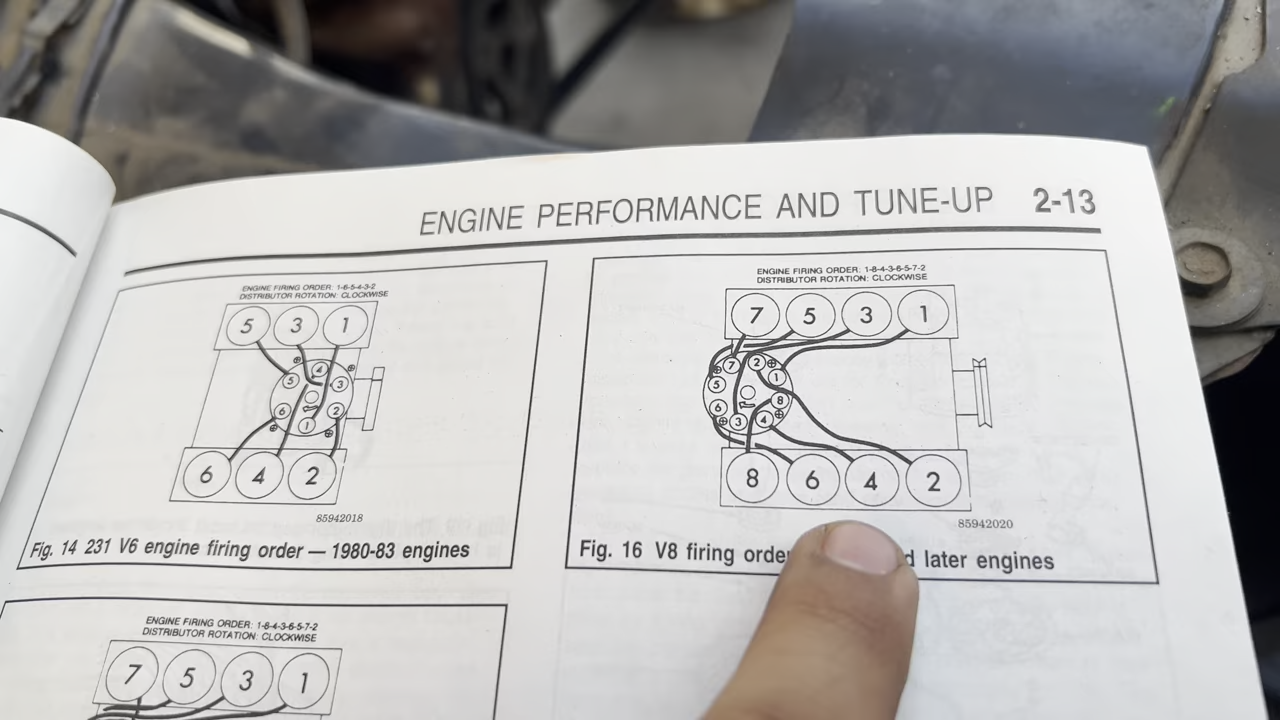 ENGINE PERFORMANCE AND TUNE-UP 2-13
ENGINE FIRING ORDER: 1-6-5-4-3-2
DISTRIBUTOR ROTATION: CLOCKWISE
5 3 1
4
5 3
6 2
1
6 4 2
85942018
Fig. 14 231 V6 engine firing order — 1980-83 engines
ENGINE FIRING ORDER: 1-8-4-3-6-5-7-2
DISTRIBUTOR ROTATION: CLOCKWISE
7 5 3 1
7 2
5 1
6 8
3 4
8 6 4 2
85942020
Fig. 16 V8 firing later engines
ENGINE FIRING ORDER: 1-8-4-3-6-5-7-2
DISTRIBUTOR ROTATION: CLOCKWISE
7 5 3 1